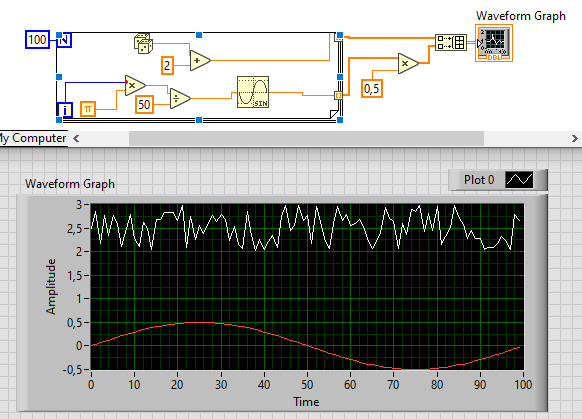 Waveform Graph
100
N
2
+
×
i
π
50
÷
SIN
×
0,5
DBL
My Computer <
>
Plot 0
Waveform Graph
Amplitude
3
2,5
2
1,5
1
0,5
0
-0,5
0 10 20 30 40 50 60 70 80 90 100
Time